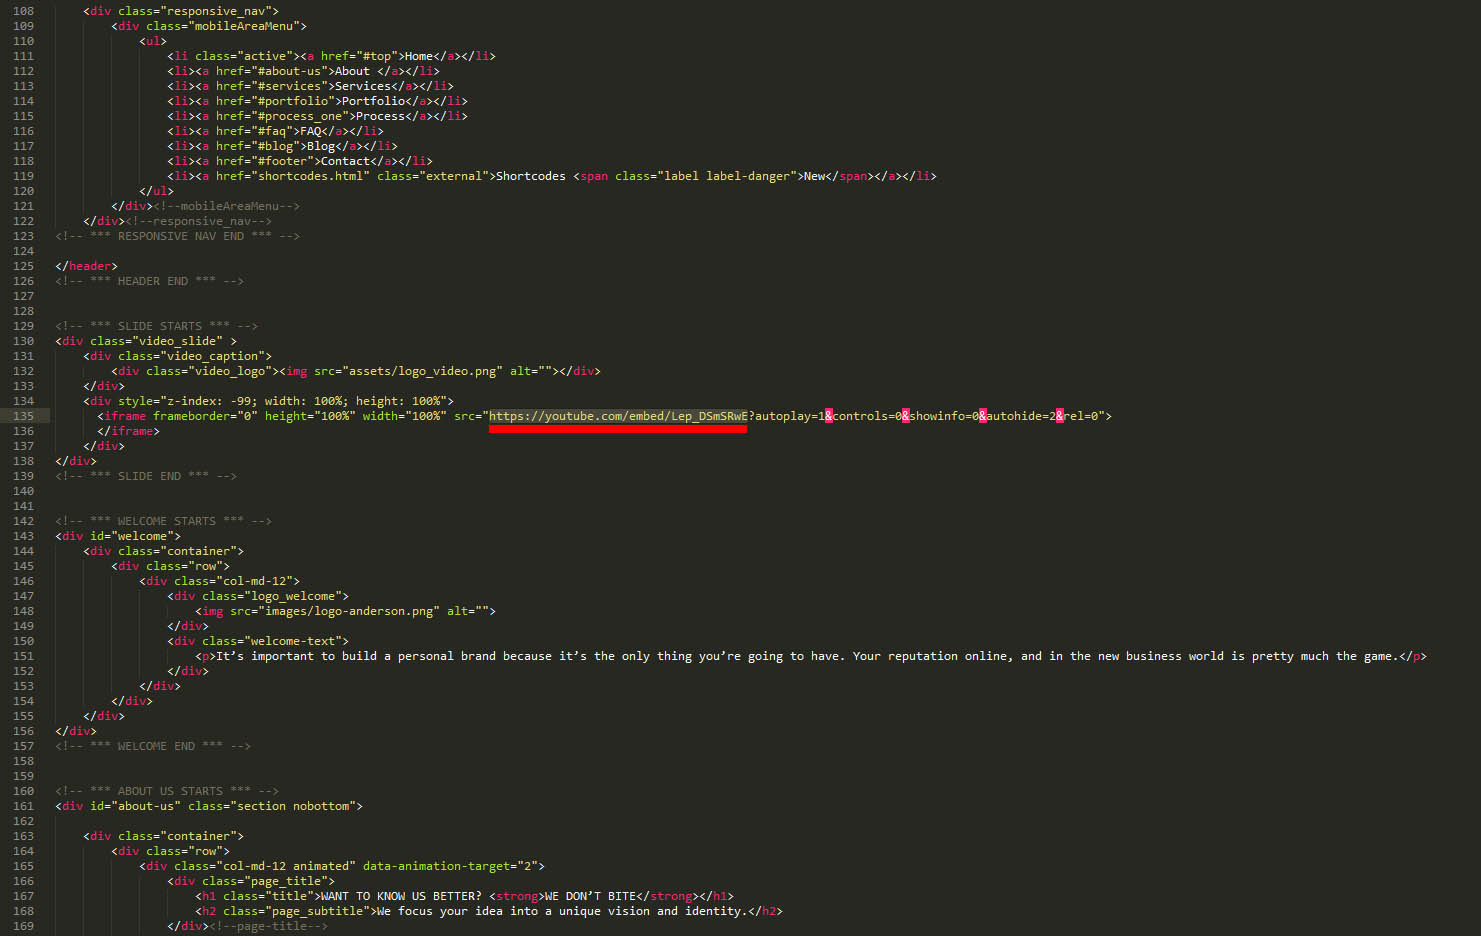 108 <div class="responsive_nav">
109 <div class="mobileAreaMenu">
110 <ul>
111 <li class="active"><a href="#top">Home</a></li>
112 <li><a href="#about-us">About </a></li>
113 <li><a href="#services">Services</a></li>
114 <li><a href="#portfolio">Portfolio</a></li>
115 <li><a href="#process_one">Process</a></li>
116 <li><a href="#faq">FAQ</a></li>
117 <li><a href="#blog">Blog</a></li>
118 <li><a href="#footer">Contact</a></li>
119 <li><a href="shortcodes.html" class="external">Shortcodes <span class="label label-danger">New</span></a></li>
120 </ul>
121 </div><!--mobileAreaMenu-->
122 </div><!--responsive_nav-->
123 <!-- *** RESPONSIVE NAV END *** -->
124
125 </header>
126 <!-- *** HEADER END *** -->
127
128
129 <!-- *** SLIDE STARTS *** -->
130 <div class="video_slide" >
131 <div class="video_caption">
132 <div class="video_logo"><img src="assets/logo_video.png" alt=""></div>
133 </div>
134 <div style="z-index: -99; width: 100%; height: 100%">
135 <iframe frameborder="0" height="100%" width="100%" src="https://youtube.com/embed/Lep_DSmSRwE?autoplay=1&controls=0&showinfo=0&autohide=2&rel=0">
136 </iframe>
137 </div>
138 </div>
139 <!-- *** SLIDE END *** -->
140
141
142 <!-- *** WELCOME STARTS *** -->
143 <div id="welcome">
144 <div class="container">
145 <div class="row">
146 <div class="col-md-12">
147 <div class="logo_welcome">
148 <img src="images/logo-anderson.png" alt="">
149 </div>
150 <div class="welcome-text">
151 <p>It’s important to build a personal brand because it’s the only thing you’re going to have. Your reputation online, and in the new business world is pretty much the game.</p>
152 </div>
153 </div>
154 </div>
155 </div>
156 </div>
157 <!-- *** WELCOME END *** -->
158
159
160 <!-- *** ABOUT US STARTS *** -->
161 <div id="about-us" class="section nobottom">
162
163 <div class="container">
164 <div class="row">
165 <div class="col-md-12 animated" data-animation-target="2">
166 <div class="page_title">
167 <h1 class="title">WANT TO KNOW US BETTER? <strong>WE DON’T BITE</strong></h1>
168 <h2 class="page_subtitle">We focus your idea into a unique vision and identity.</h2>
169 </div><!--page-title-->